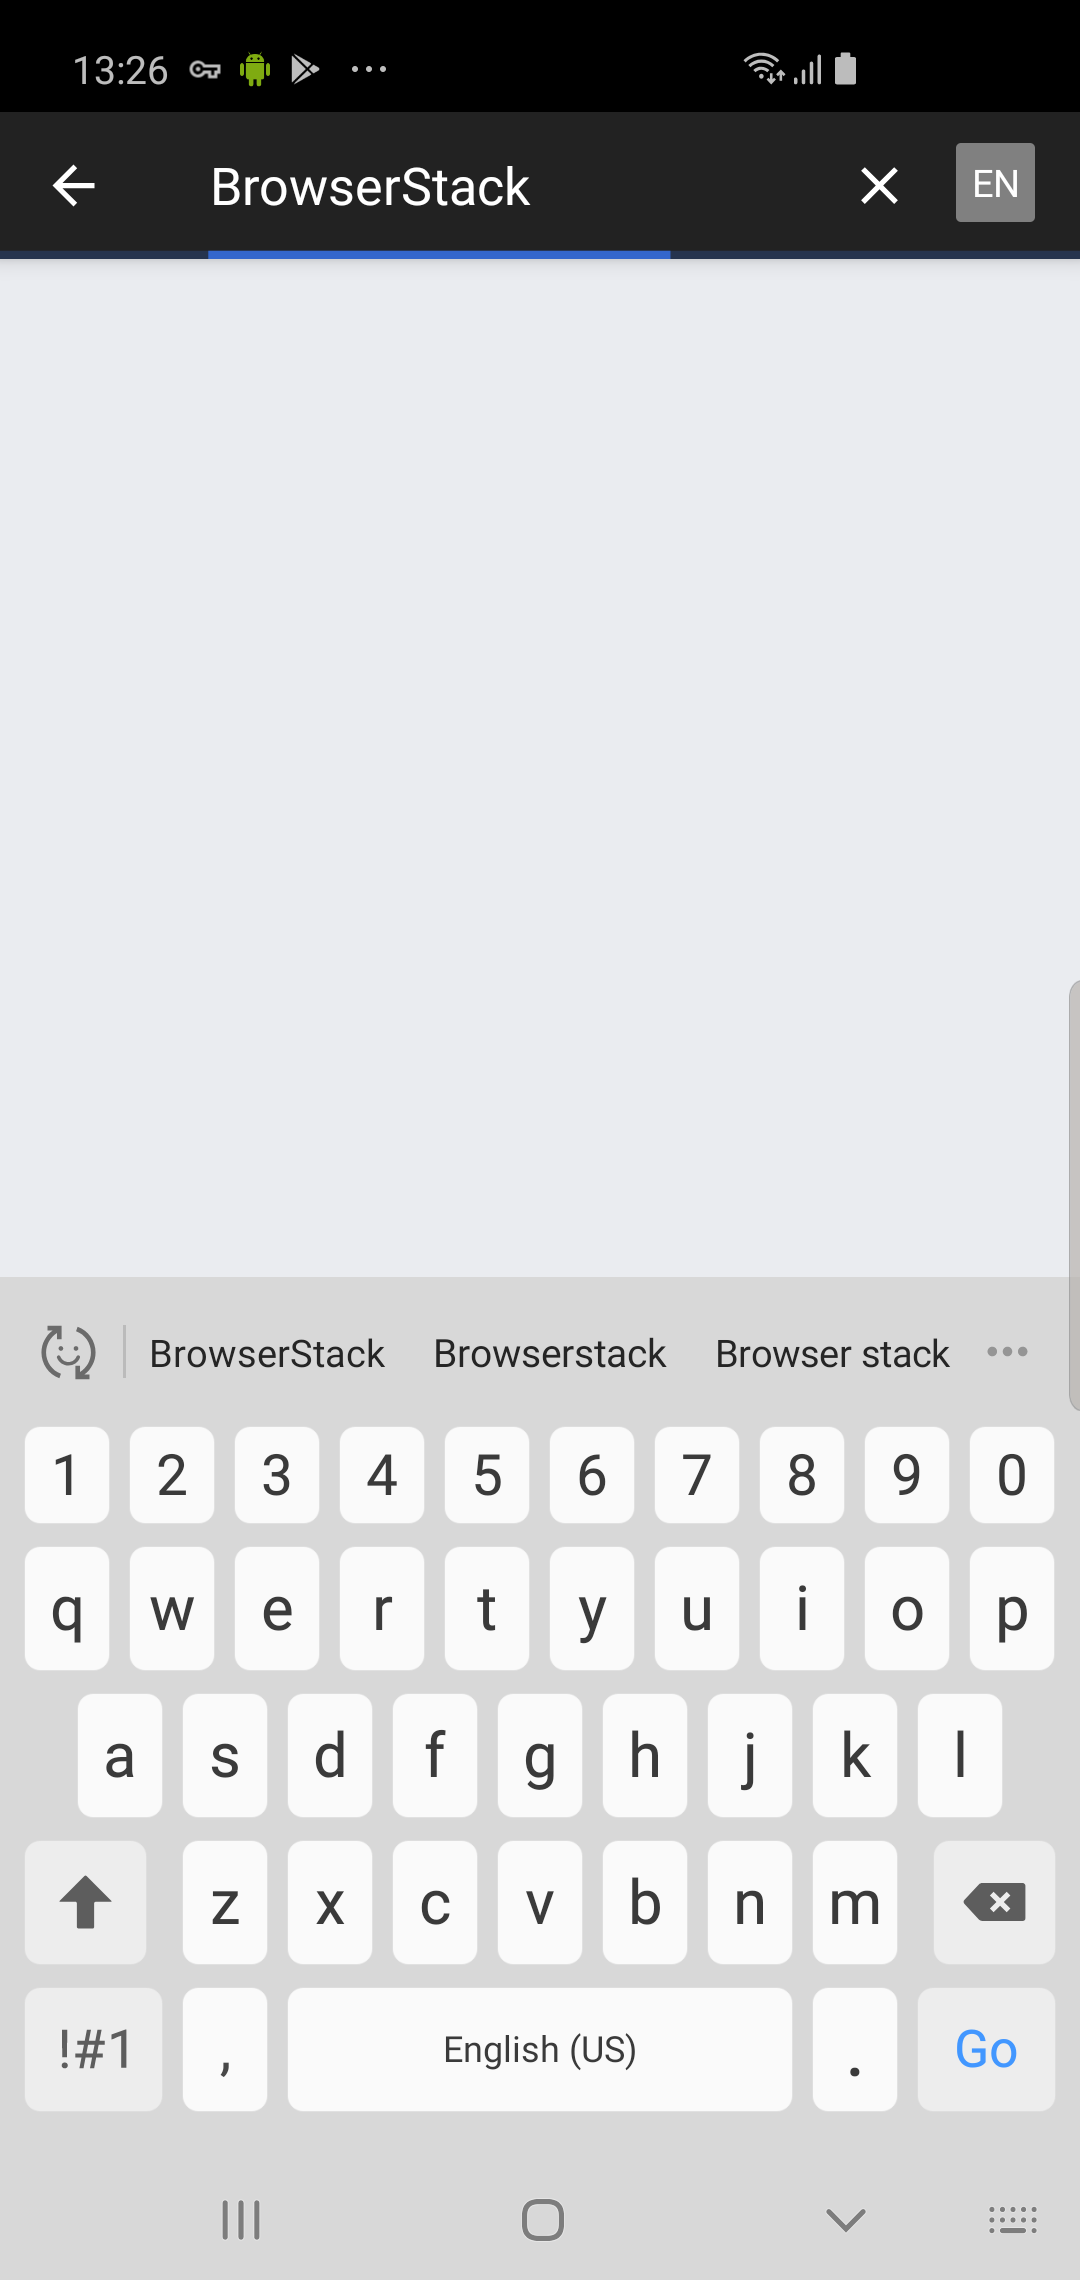 13:26
BrowserStack EN
BrowserStack Browserstack Browser stack
1 2 3 4 5 6 7 8 9 0
q w e r t y u i o p
a s d f g h j k l
z x c v b n m
!#1 , English (US) . Go